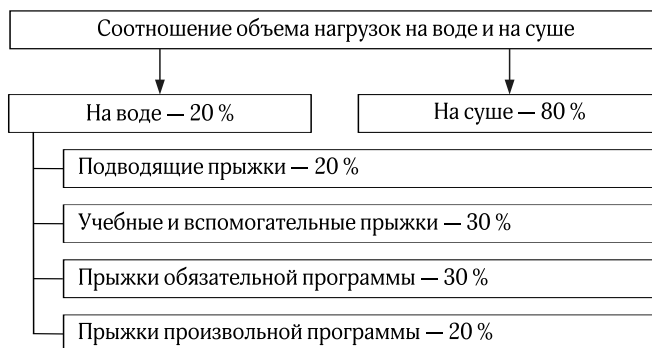 Соотношение объема нагрузок на воде и на суше
На воде — 20 %
На суше — 80 %
Подводящие прыжки — 20 %
Учебные и вспомогательные прыжки — 30 %
Прыжки обязательной программы — 30 %
Прыжки произвольной программы — 20 %